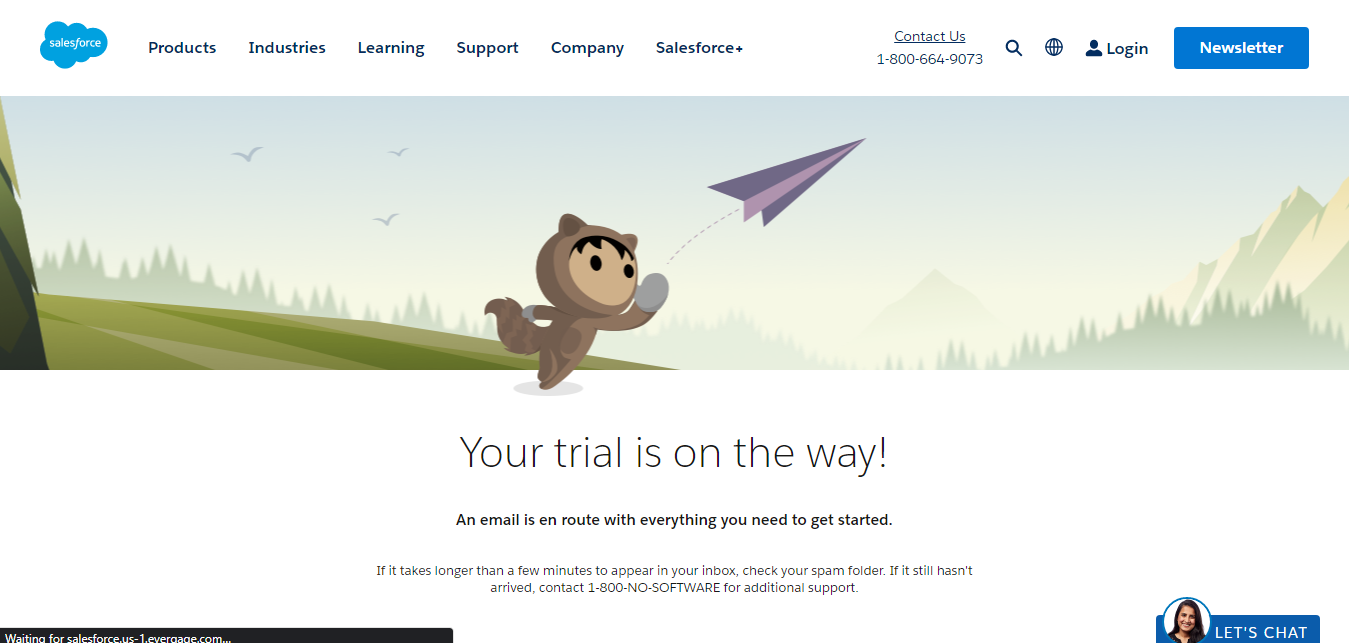 salesforce
Products
Industries
Learning
Support
Company
Salesforce+
Contact Us
1-800-664-9073
Login
Newsletter
Your trial is on the way!
An email is en route with everything you need to get started.
If it takes longer than a few minutes to appear in your inbox, check your spam folder. If it still hasn't
arrived, contact 1-800-NO-SOFTWARE for additional support.
LET'S CHAT
Waiting for salesforce.us-1.evergage.com...